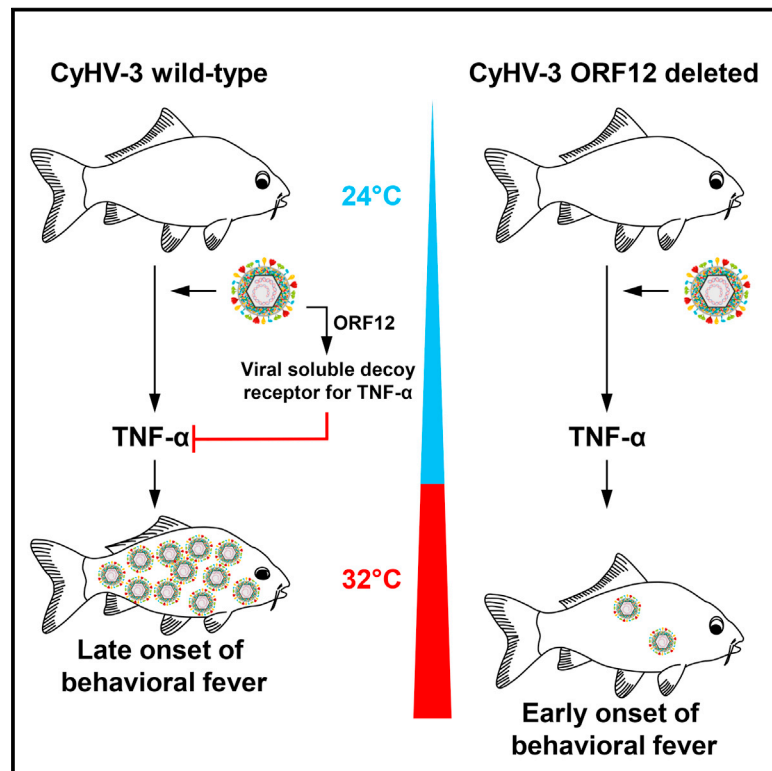 CyHV-3 wild-type
CyHV-3 ORF12 deleted
24°C
ORF12
Viral soluble decoy
receptor for TNF-α
TNF-α
TNF-α
32°C
Late onset of
behavioral fever
Early onset of
behavioral fever